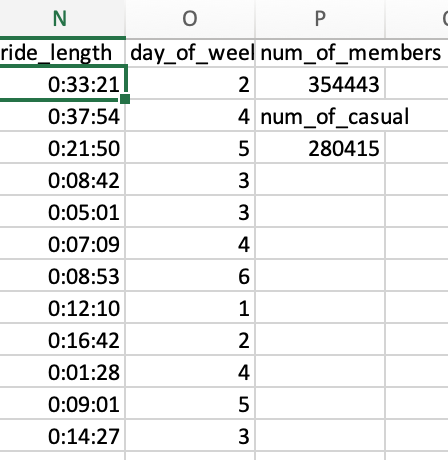 N O P
ride_length day_of_weel num_of_members
0:33:21 2 354443
0:37:54 4 num_of_casual
0:21:50 5 280415
0:08:42 3
0:05:01 3
0:07:09 4
0:08:53 6
0:12:10 1
0:16:42 2
0:01:28 4
0:09:01 5
0:14:27 3